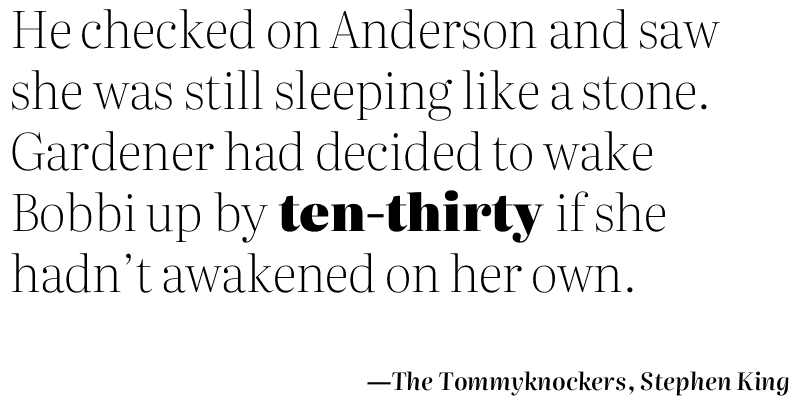 He checked on Anderson and saw
she was still sleeping like a stone.
Gardener had decided to wake
Bobbi up by ten-thirty if she
hadn’t awakened on her own.
—The Tommyknockers, Stephen King